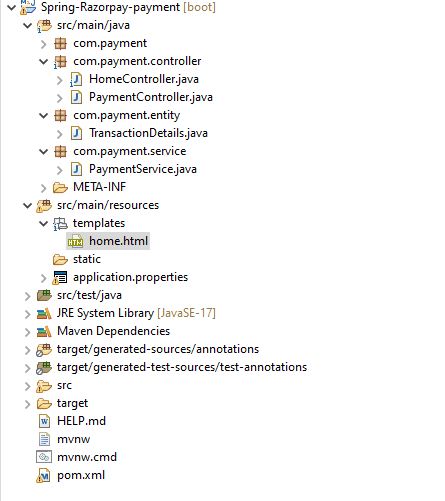 Spring-Razorpay-payment [boot]
src/main/java
com.payment
com.payment.controller
HomeController.java
PaymentController.java
com.payment.entity
TransactionDetails.java
com.payment.service
PaymentService.java
META-INF
src/main/resources
templates
home.html
static
application.properties
src/test/java
JRE System Library [JavaSE-17]
Maven Dependencies
target/generated-sources/annotations
target/generated-test-sources/test-annotations
src
target
HELP.md
mvnw
mvnw.cmd
pom.xml